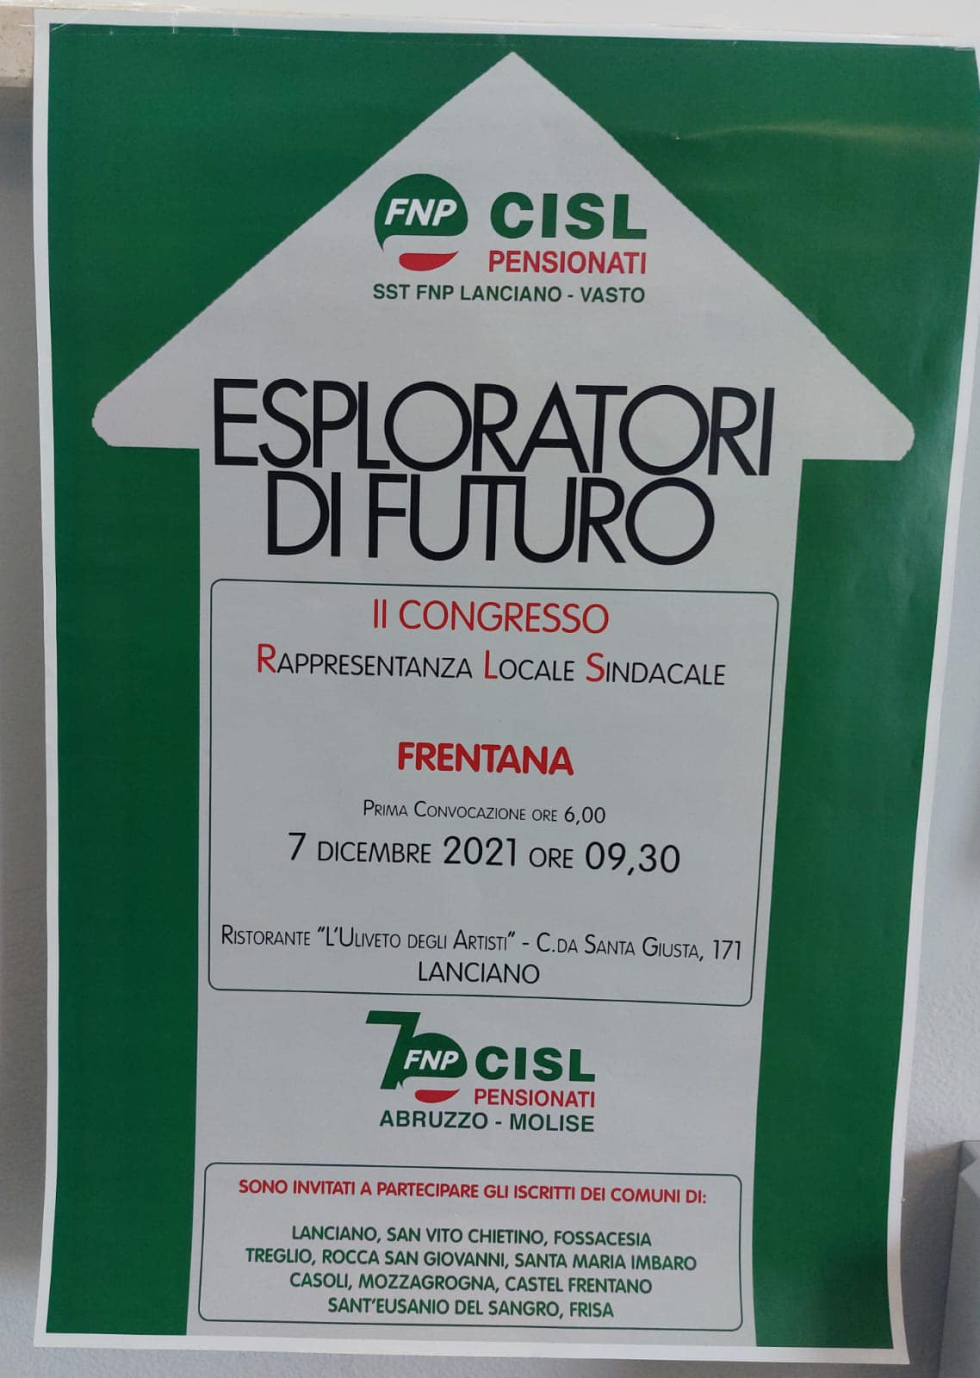 FNP CISL
PENSIONATI
SST FNP LANCIANO - VASTO
ESPLORATORI
DI FUTURO
II CONGRESSO
RAPPRESENTANZA LOCALE SINDACALE
FRENTANA
PRIMA CONVOCAZIONE ORE 6,00
7 DICEMBRE 2021 ORE 09,30
RISTORANTE "L'ULIVETO DEGLI ARTISTI" - C.DA SANTA GIUSTA, 171
LANCIANO
70 FNP CISL
PENSIONATI
ABRUZZO - MOLISE
SONO INVITATI A PARTECIPARE GLI ISCRITTI DEI COMUNI DI:
LANCIANO, SAN VITO CHIETINO, FOSSACESIA
TREGLIO, ROCCA SAN GIOVANNI, SANTA MARIA IMBARO
CASOLI, MOZZAGROGNA, CASTEL FRENTANO
SANT'EUSANIO DEL SANGRO, FRISA